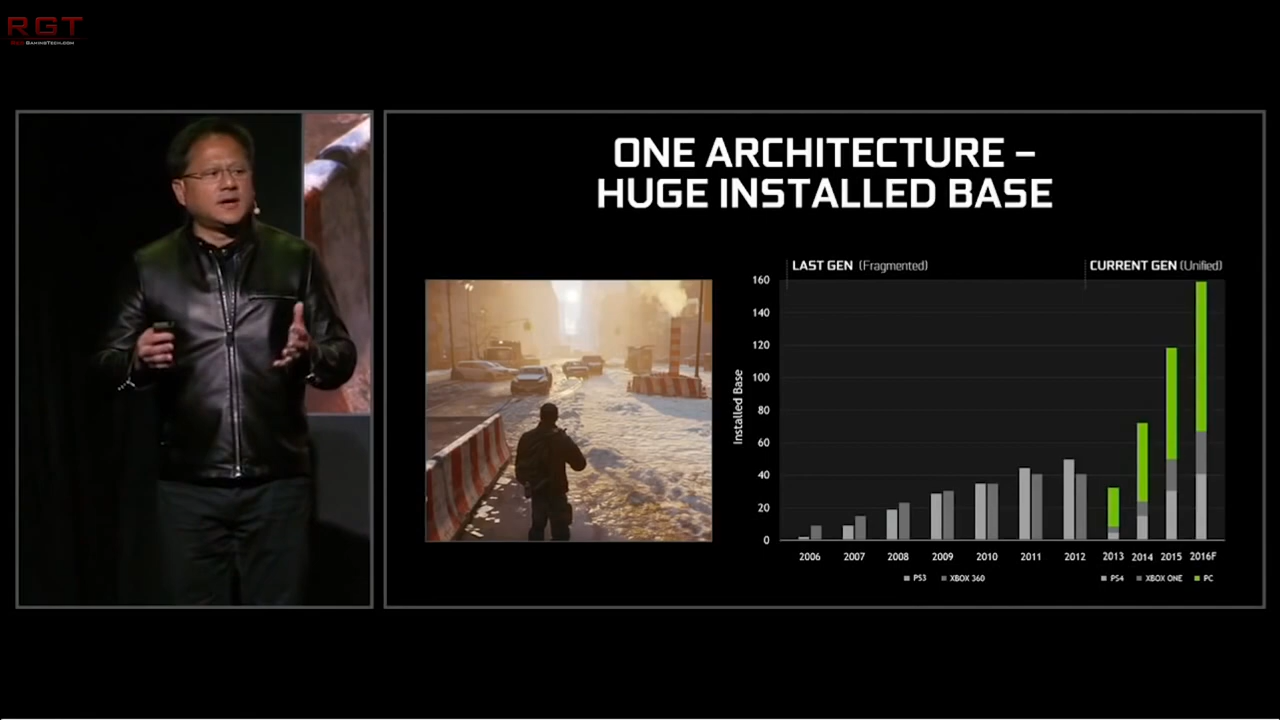 RGT
REDGAMINGTECH.COM
ONE ARCHITECTURE –
HUGE INSTALLED BASE
LAST GEN (Fragmented)
CURRENT GEN (Unified)
160
140
120
100
80
60
40
20
0
Installed Base
2006 2007 2008 2009 2010 2011 2012 2013 2014 2015 2016F
PS3 XBOX 360
PS4 XBOX ONE PC